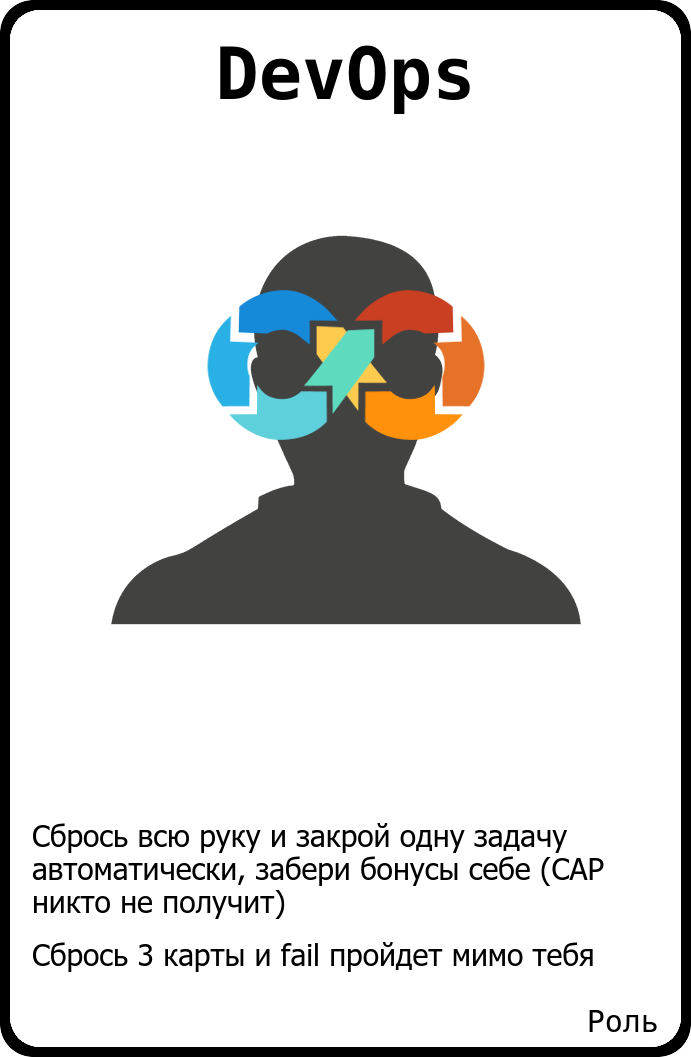 DevOps
Сбрось всю руку и закрой одну задачу
автоматически, забери бонусы себе (CAP
никто не получит)
Сбрось 3 карты и fail пройдет мимо тебя
Роль